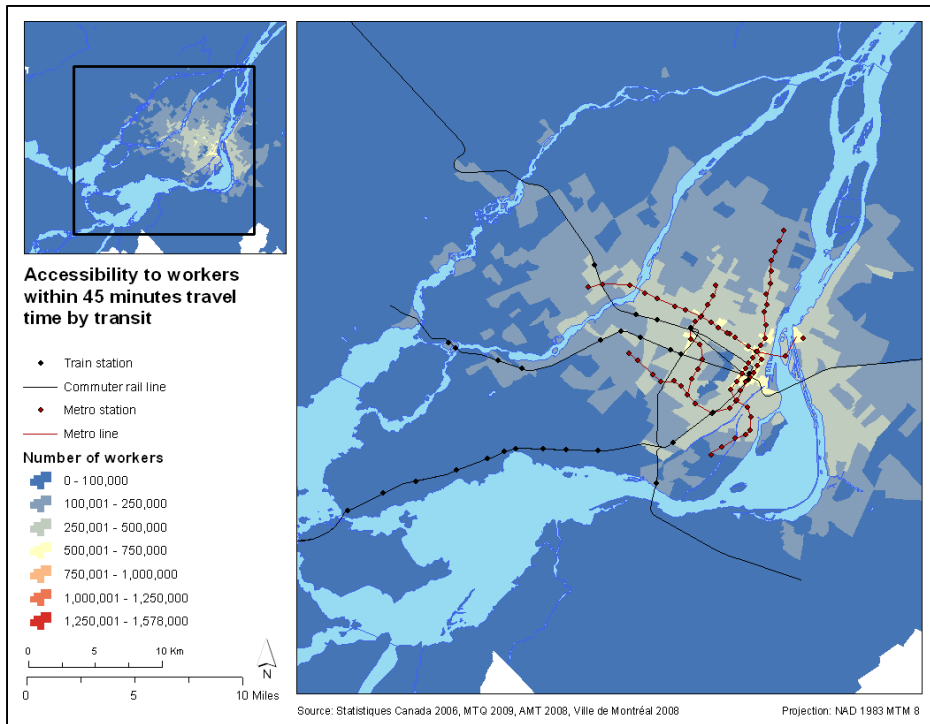 Accessibility to workers
within 45 minutes travel
time by transit
Train station
Commuter rail line
Metro station
Metro line
Number of workers
0 - 100,000
100,001 - 250,000
250,001 - 500,000
500,001 - 750,000
750,001 - 1,000,000
1,000,001 - 1,250,000
1,250,001 - 1,578,000
0 5 10 Km
N
0 5 10 Miles
Source: Statistiques Canada 2006, MTQ 2009, AMT 2008, Ville de Montréal 2008 Projection: NAD 1983 MTM 8